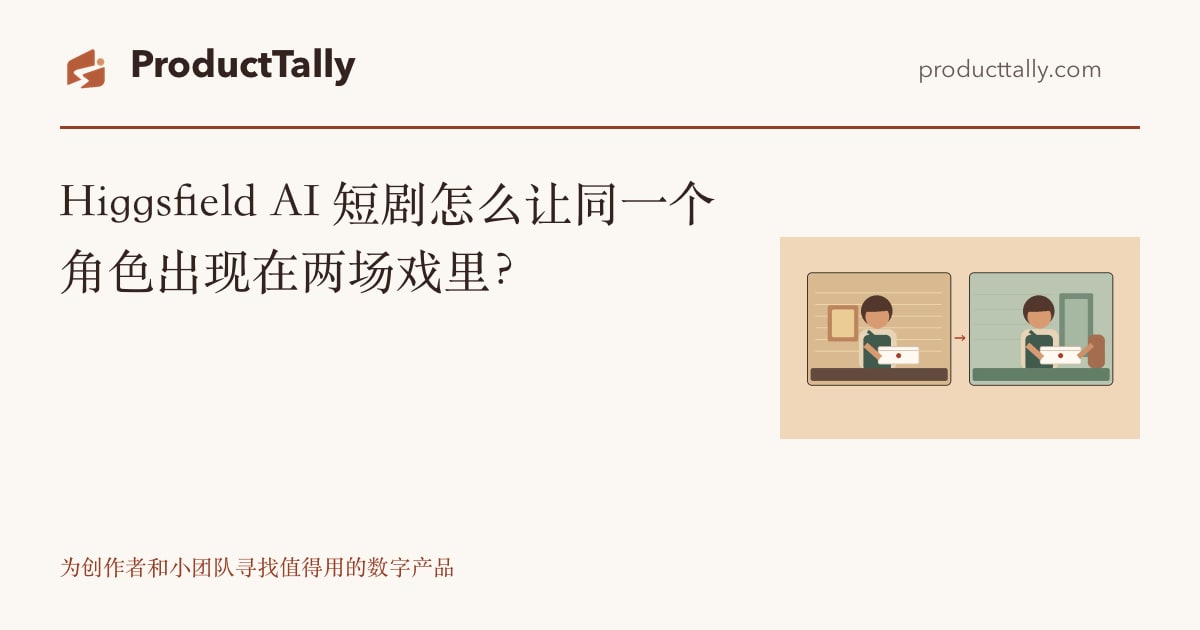 ProductTally
producttally.com
Higgsfield AI 短剧怎么让同一个
角色出现在两场戏里?
为创作者和小团队寻找值得用的数字产品